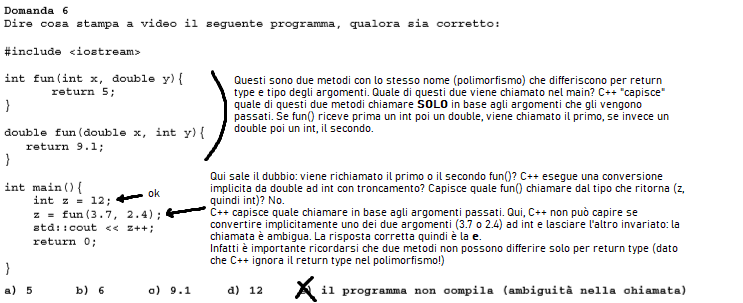 Domanda 6
Dire cosa stampa a video il seguente programma, qualora sia corretto:
#include <iostream>
int fun(int x, double y){
return 5;
}
double fun(double x, int y){
return 9.1;
}
int main(){
int z = 12;
z = fun(3.7, 2.4);
std::cout << z++;
return 0;
}
Questi sono due metodi con lo stesso nome (polimorfismo) che differiscono per return
type e tipo degli argomenti. Quale di questi due viene chiamato nel main? C++ "capisce"
quale di questi due metodi chiamare SOLO in base agli argomenti che gli vengono
passati. Se fun() riceve prima un int poi un double, viene chiamato il primo, se invece un
double poi un int, il secondo.
ok
Qui sale il dubbio: viene richiamato il primo o il secondo fun()? C++ esegue una conversione
implicita da double ad int con troncamento? Capisce quale fun() chiamare dal tipo che ritorna (z,
quindi int)? No.
C++ capisce quale chiamare in base agli argomenti passati. Qui, C++ non può capire se
convertire implicitamente uno dei due argomenti (3.7 o 2.4) ad int e lasciare l'altro invariato: la
chiamata è ambigua. La risposta corretta quindi è la e.
Infatti è importante ricordarsi che due metodi non possono differire solo per return type (dato
che C++ ignora il return type nel polimorfismo!)
a) 5 b) 6 c) 9.1 d) 12 il programma non compila (ambiguità nella chiamata)